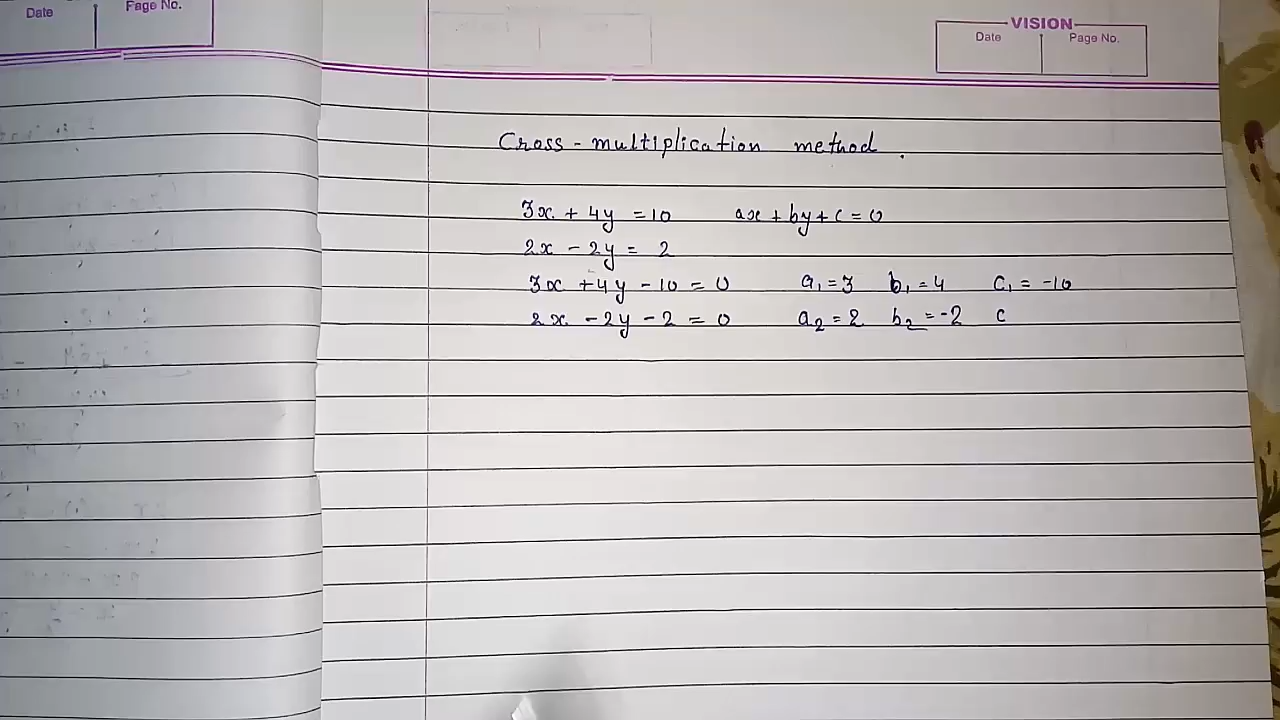 Date
Page No.
VISION
Date
Page No.
Cross - multiplication method.
3x + 4y = 10 ax + by + c = 0
2x - 2y = 2
3x + 4y - 10 = 0 a₁ = 3 b₁ = 4 c₁ = -10
2x - 2y - 2 = 0 a₂ = 2 b₂ = -2 c